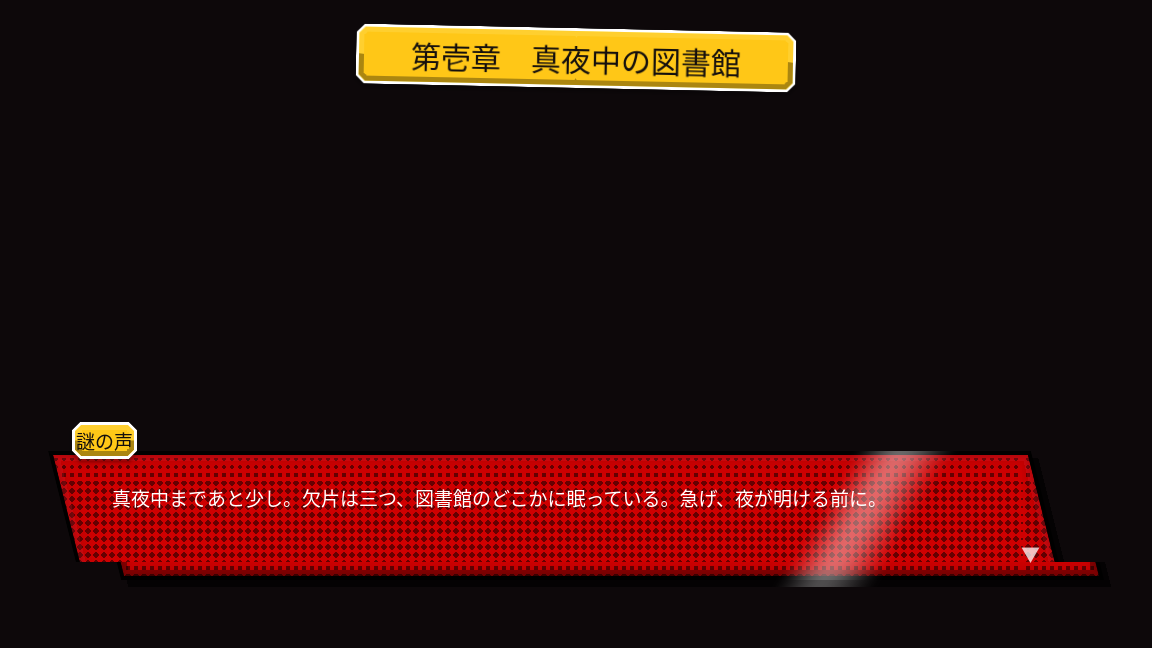 第壱章　真夜中の図書館
謎の声
真夜中まであと少し。欠片は三つ、図書館のどこかに眠っている。急げ、夜が明ける前に。